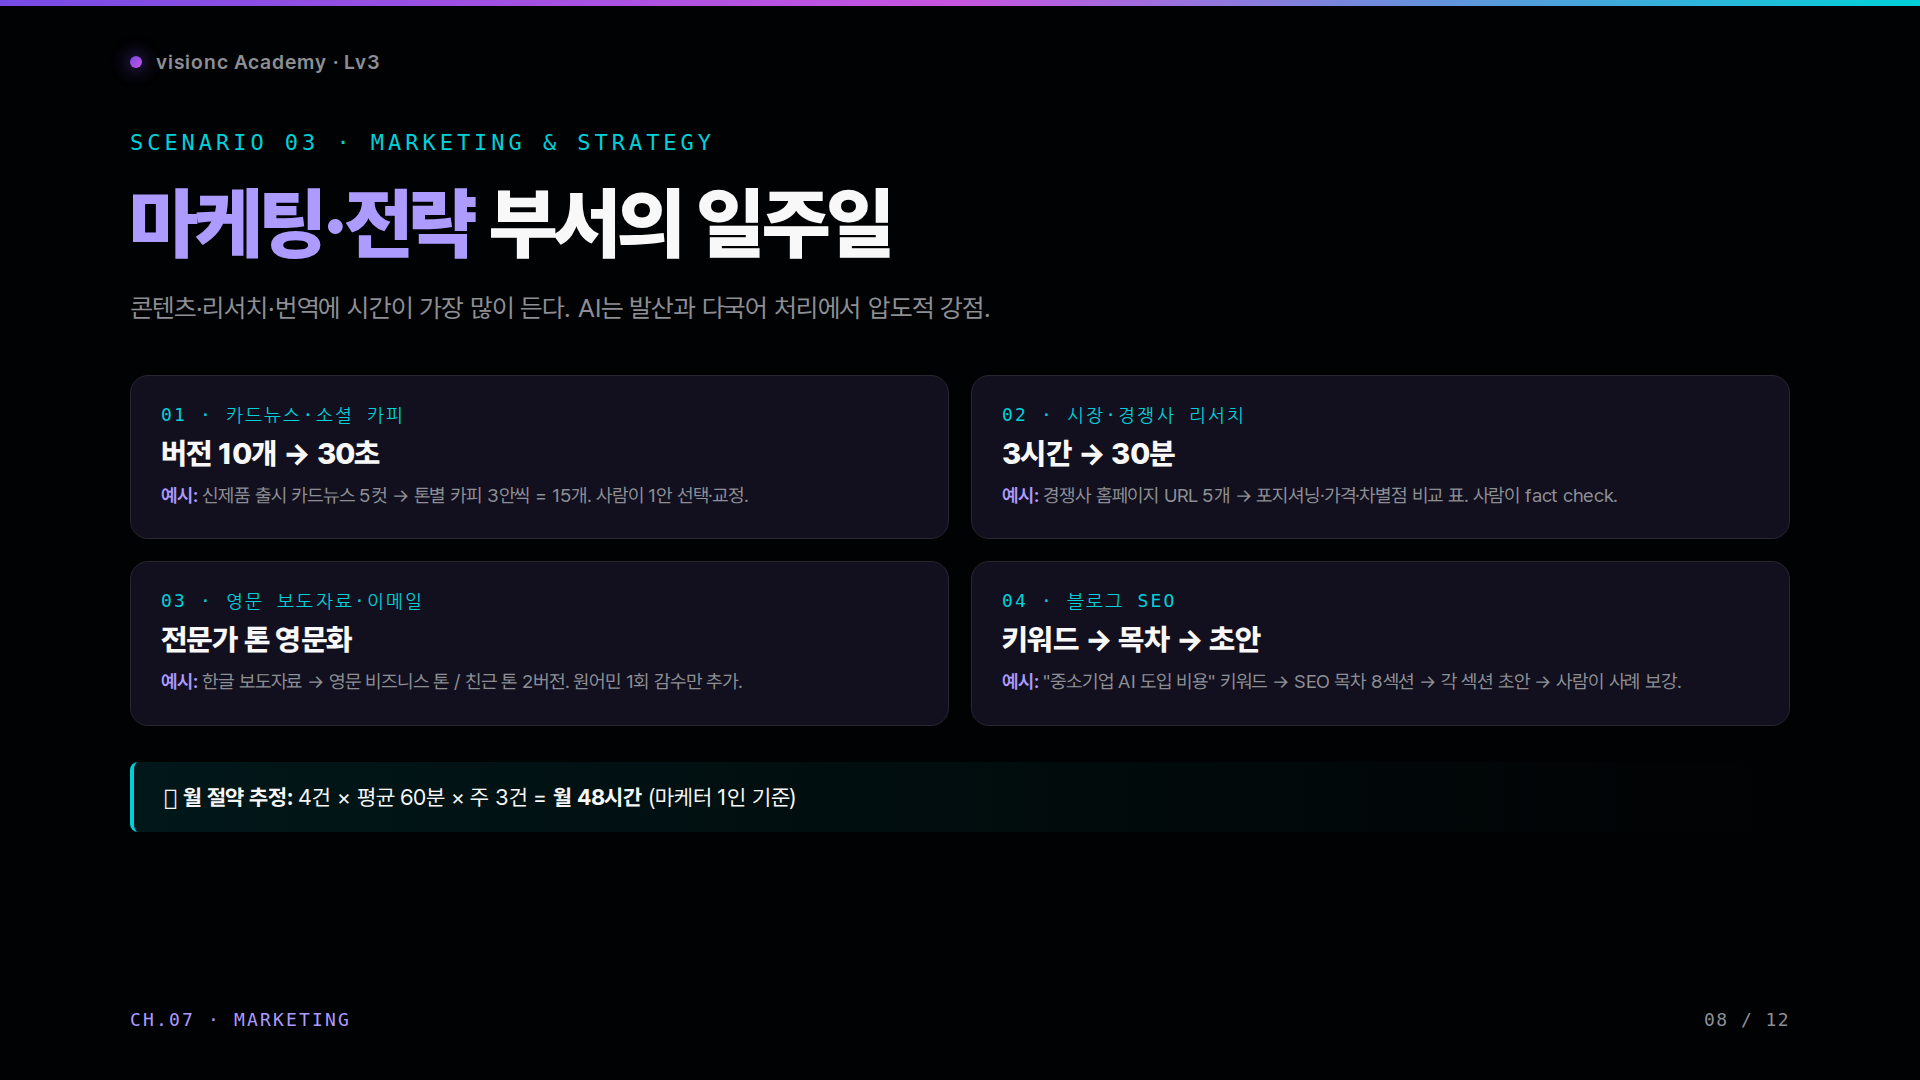 visionc Academy · Lv3
SCENARIO 03 · MARKETING & STRATEGY
마케팅·전략 부서의 일주일
콘텐츠·리서치·번역에 시간이 가장 많이 든다. AI는 발산과 다국어 처리에서 압도적 강점.
01 · 카드뉴스·소셜 카피
버전 10개 → 30초
예시: 신제품 출시 카드뉴스 5컷 → 톤별 카피 3안씩 = 15개. 사람이 1안 선택·교정.
02 · 시장·경쟁사 리서치
3시간 → 30분
예시: 경쟁사 홈페이지 URL 5개 → 포지셔닝·가격·차별점 비교 표. 사람이 fact check.
03 · 영문 보도자료·이메일
전문가 톤 영문화
예시: 한글 보도자료 → 영문 비즈니스 톤 / 친근 톤 2버전. 원어민 1회 감수만 추가.
04 · 블로그 SEO
키워드 → 목차 → 초안
예시: "중소기업 AI 도입 비용" 키워드 → SEO 목차 8섹션 → 각 섹션 초안 → 사람이 사례 보강.
월 절약 추정: 4건 × 평균 60분 × 주 3건 = 월 48시간 (마케터 1인 기준)
CH.07 · MARKETING
08 / 12